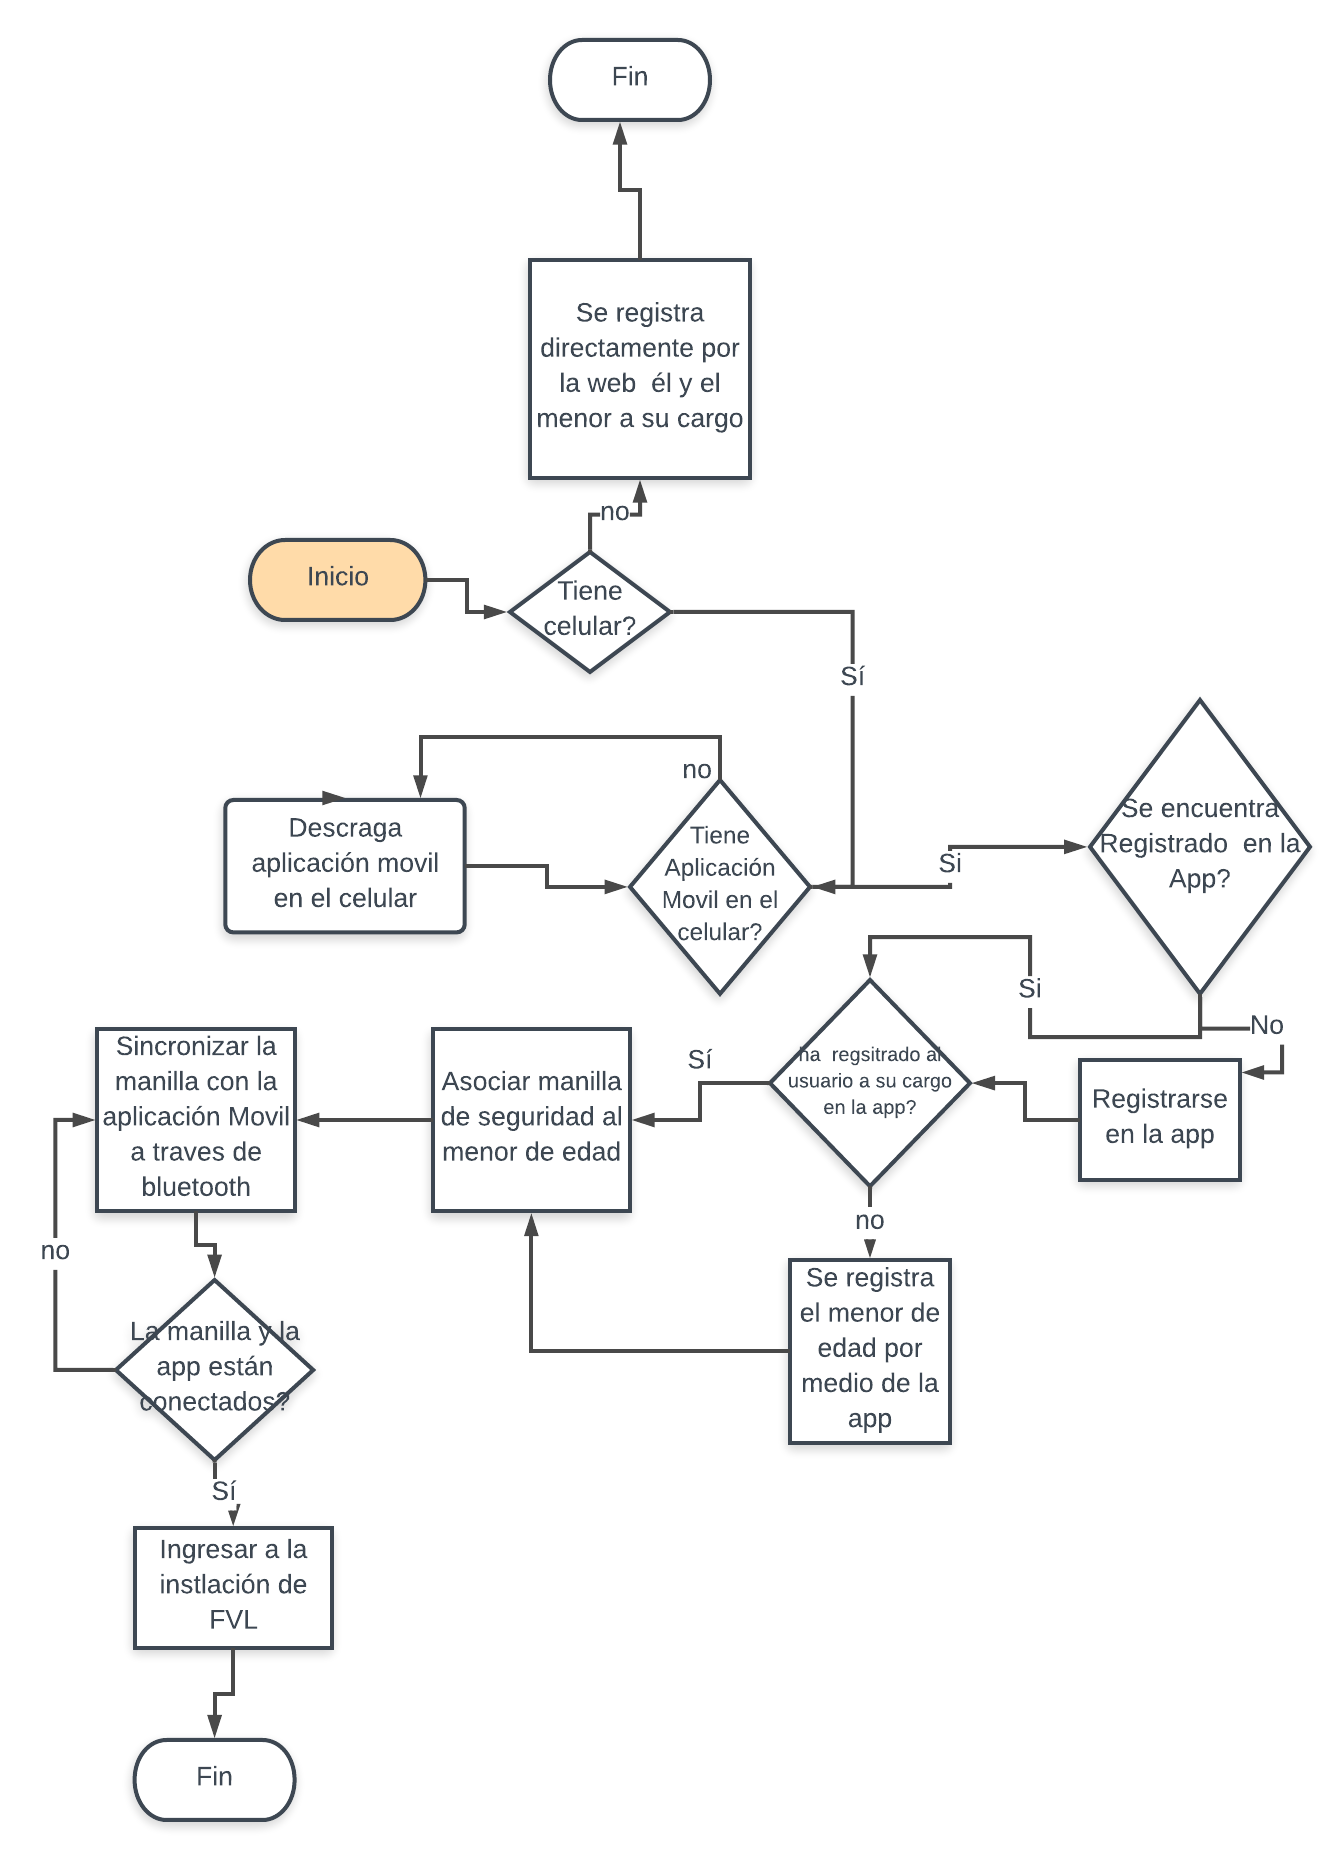 Fin
Se registra
directamente por
la web  él y el
menor a su cargo
no
Inicio
Tiene
celular?
Sí
no
Descraga
aplicación movil
en el celular
Tiene
Aplicación
Movil en el
celular?
Si
Se encuentra
Registrado  en la
App?
Si
No
Registrarse
en la app
ha  regsitrado al
usuario a su cargo
en la app?
Sí
Asociar manilla
de seguridad al
menor de edad
Sincronizar la
manilla con la
aplicación Movil
a traves de
bluetooth
no
no
Se registra
el menor de
edad por
medio de la
app
La manilla y la
app están
conectados?
Sí
Ingresar a la
instlación de
FVL
Fin